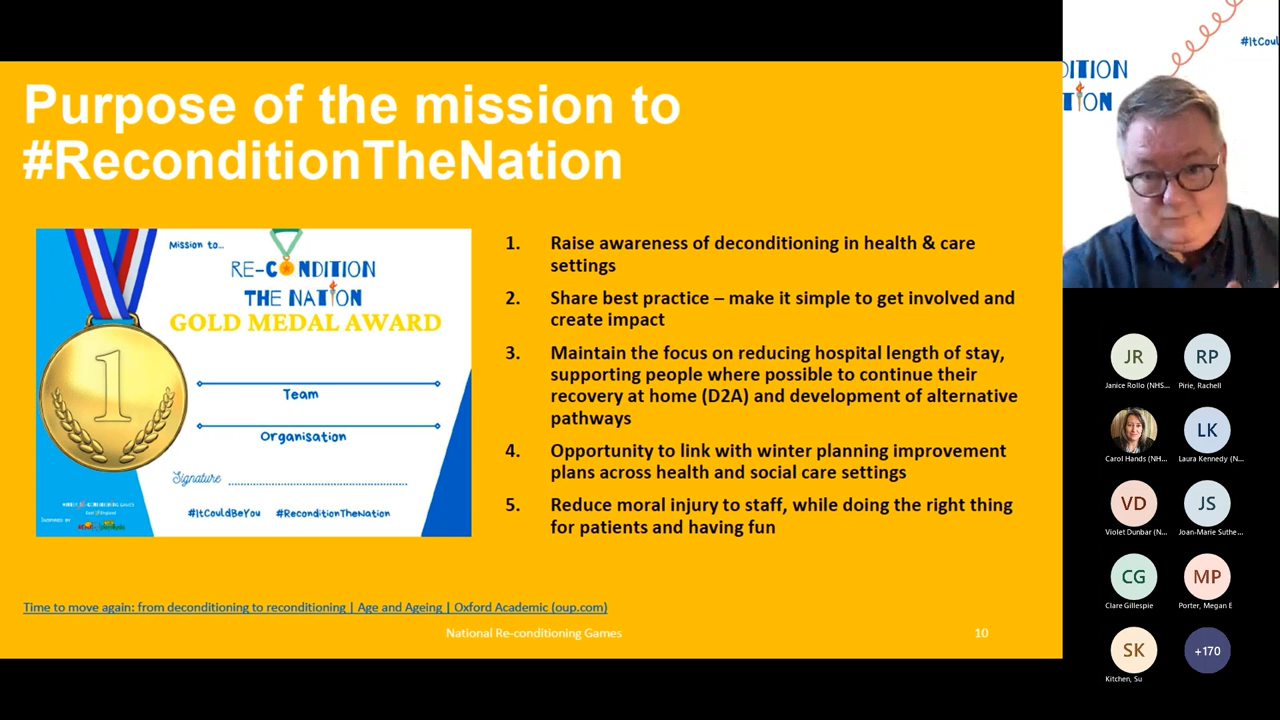 Purpose of the mission to
#ReconditionTheNation
Mission to...
RE-CONDITION
THE NATION
GOLD MEDAL AWARD
1
Team
Organisation
Signature
#ItCouldBeYou #ReconditionTheNation
1. Raise awareness of deconditioning in health & care
settings
2. Share best practice – make it simple to get involved and
create impact
3. Maintain the focus on reducing hospital length of stay,
supporting people where possible to continue their
recovery at home (D2A) and development of alternative
pathways
4. Opportunity to link with winter planning improvement
plans across health and social care settings
5. Reduce moral injury to staff, while doing the right thing
for patients and having fun
Time to move again: from deconditioning to reconditioning | Age and Ageing | Oxford Academic (oup.com)
National Re-conditioning Games
10
#ItCoul
DITION
TION
JR
RP
Janice Rollo (NHS...
Pirie, Rachell
LK
Carol Hands (NH...
Laura Kennedy (N...
VD
JS
Violet Dunbar (N...
Joan-Marie Suthe...
CG
MP
Clare Gillespie
Porter, Megan E
SK
+170
Kitchen, Su